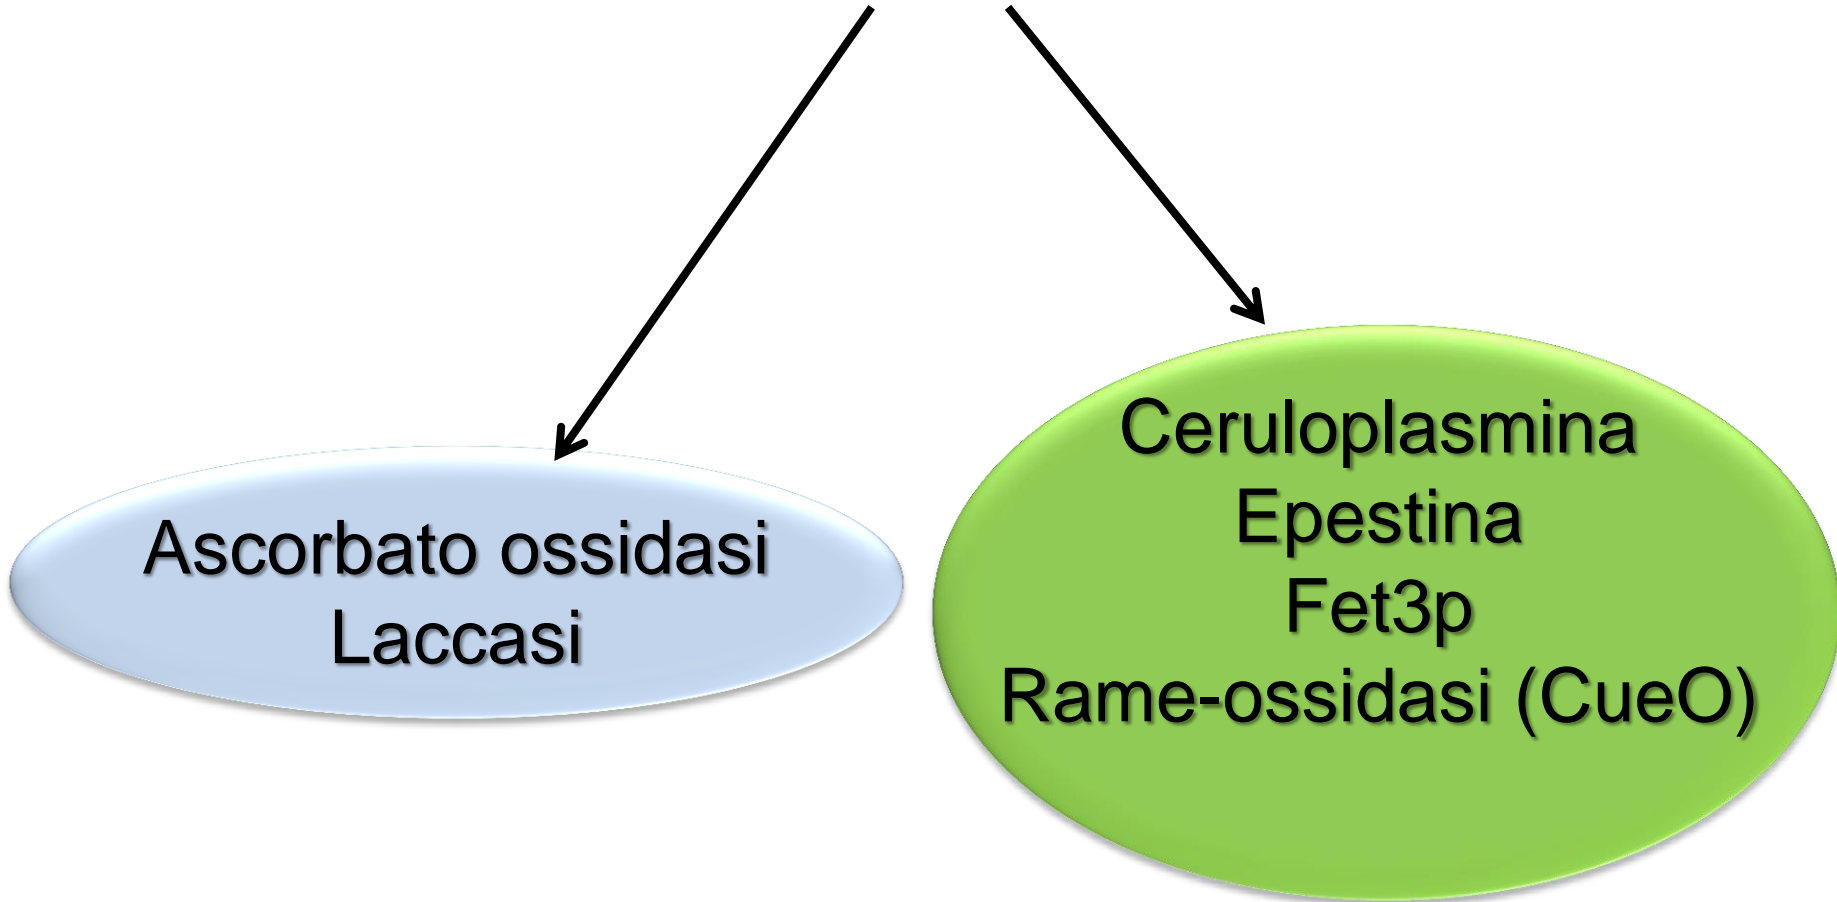 Ascorbato ossidasi
Laccasi
Ceruloplasmina
Epestina
Fet3p
Rame-ossidasi (CueO)